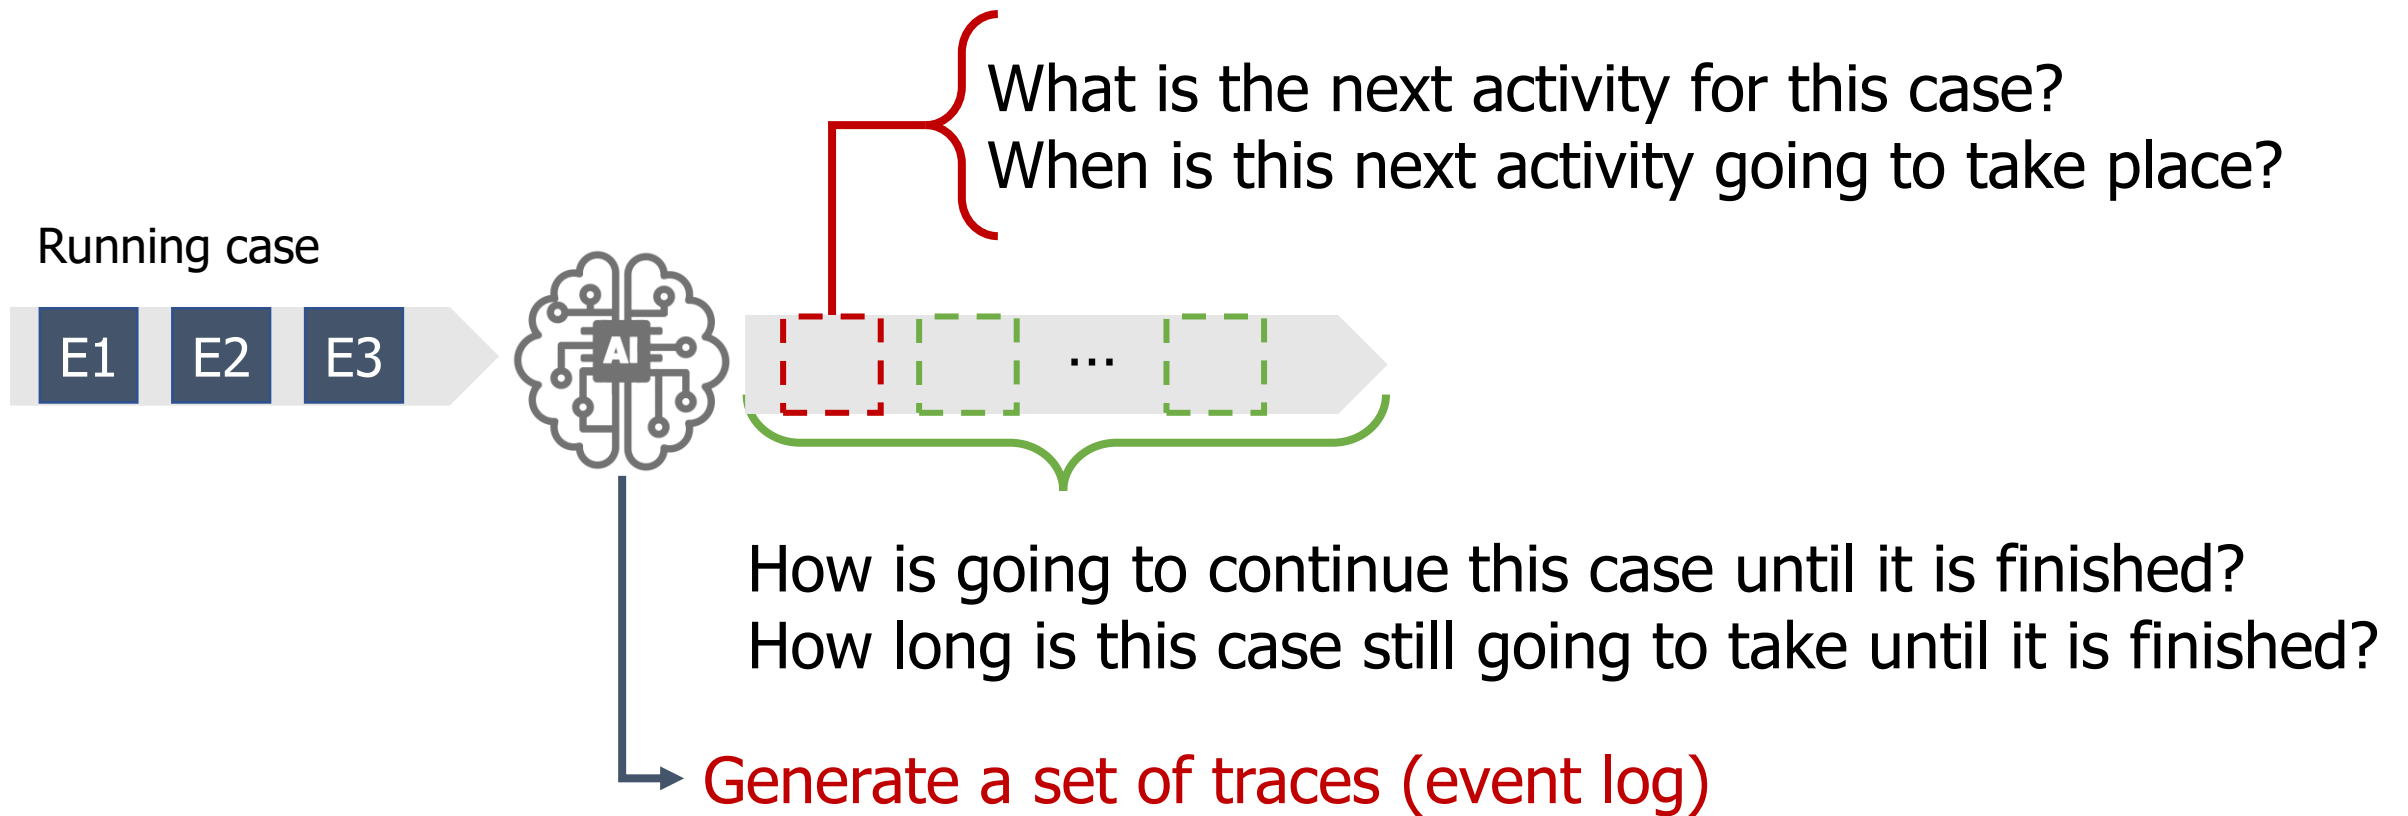 What is the next activity for this case?
When is this next activity going to take place?
Running case
E1 E2 E3
AI
...
How is going to continue this case until it is finished?
How long is this case still going to take until it is finished?
Generate a set of traces (event log)